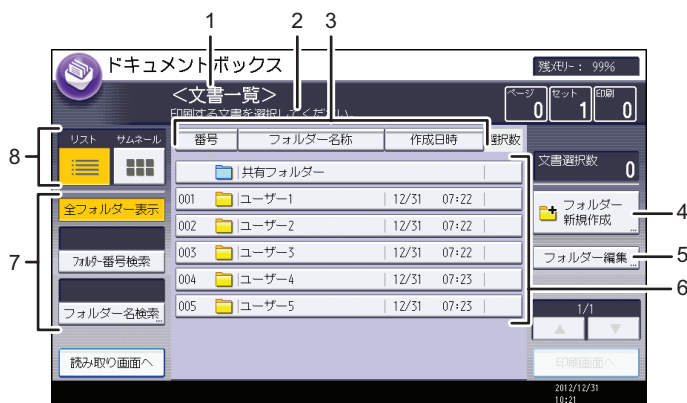 1 2 3
ドキュメントボックス
残ﾒﾓﾘｰ: 99%
<文書一覧>
印刷する文書を選択してください。
ページ セット 印刷
0 1 0
リスト サムネール
番号 フォルダー名称 作成日時 選択数
文書選択数
0
8
共有フォルダー
全フォルダー表示
001 ユーザー1 12/31 07:22
フォルダー
新規作成
4
002 ユーザー2 12/31 07:22
ﾌｫﾙﾀﾞｰ番号検索
003 ユーザー3 12/31 07:22
フォルダー編集
5
7
004 ユーザー4 12/31 07:23
6
フォルダー名検索
005 ユーザー5 12/31 07:23
1/1
読み取り画面へ
印刷画面へ
2012/12/31
10:21